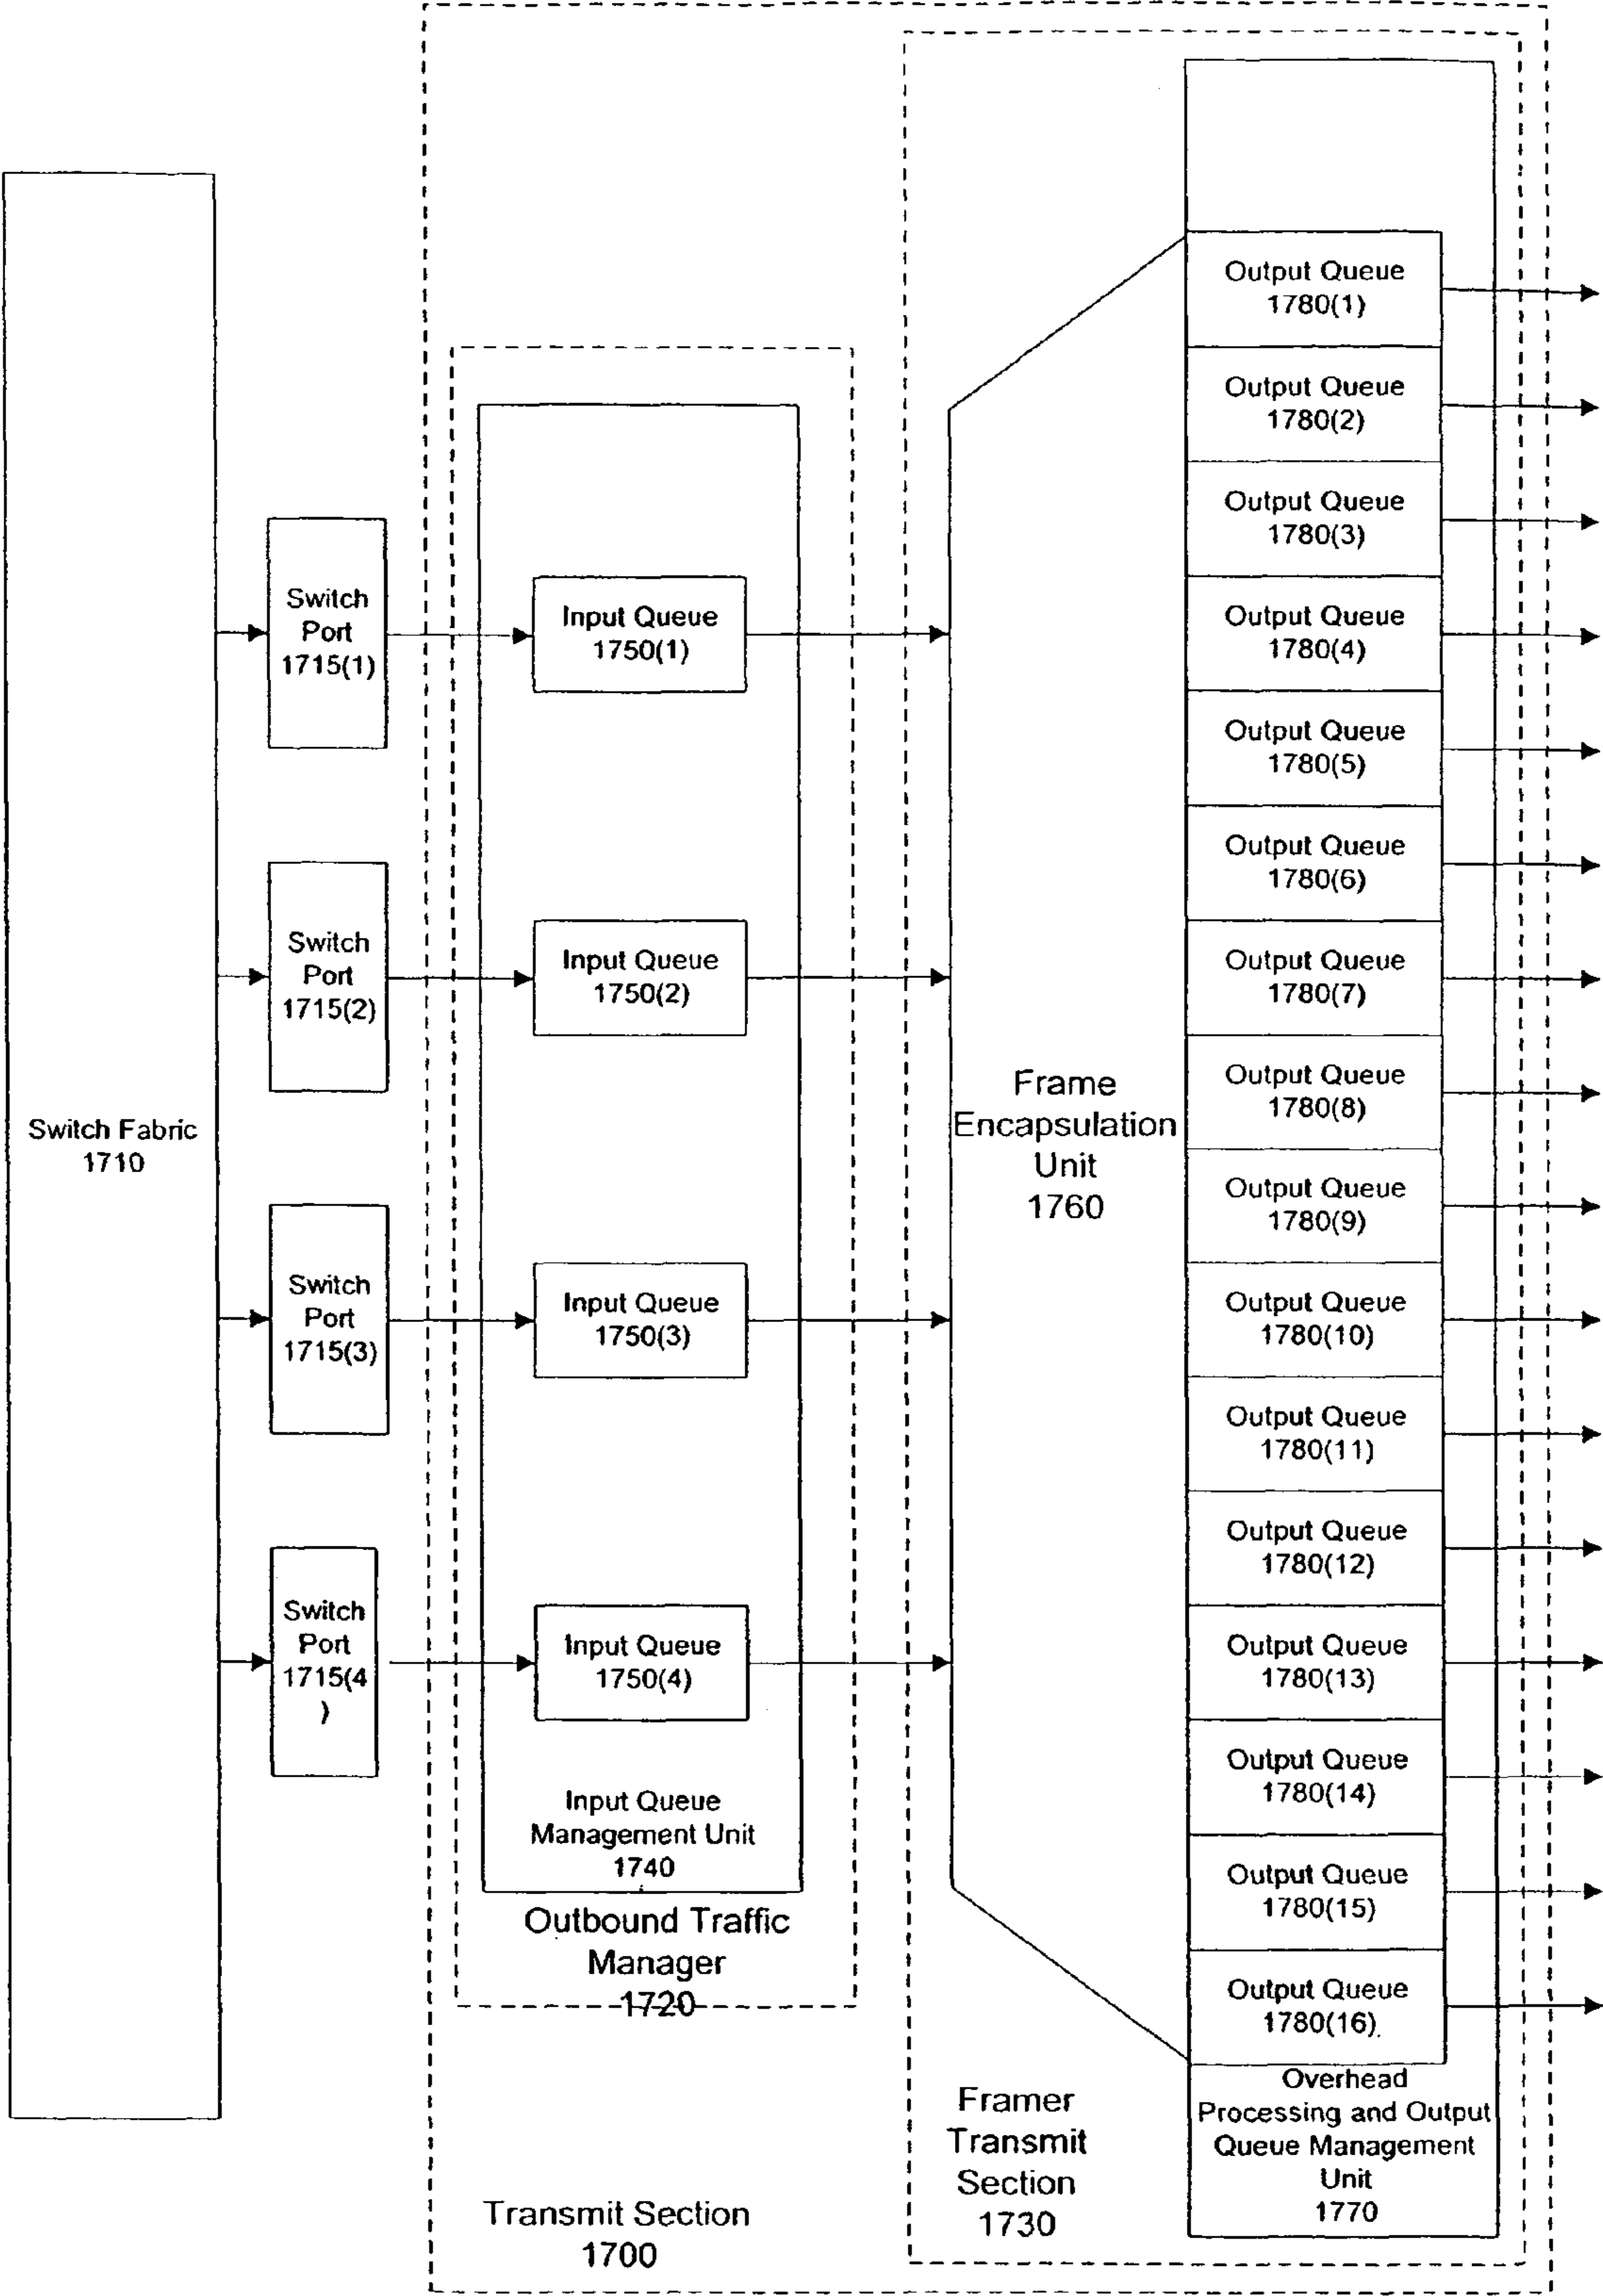 Switch Fabric
1710
Switch
Port
1715(1)
Switch
Port
1715(2)
Switch
Port
1715(3)
Switch
Port
1715(4
)
Input Queue
1750(1)
Input Queue
1750(2)
Input Queue
1750(3)
Input Queue
1750(4)
Input Queue
Management Unit
1740
Outbound Traffic
Manager
1720
Transmit Section
1700
Frame
Encapsulation
Unit
1760
Framer
Transmit
Section
1730
Output Queue
1780(1)
Output Queue
1780(2)
Output Queue
1780(3)
Output Queue
1780(4)
Output Queue
1780(5)
Output Queue
1780(6)
Output Queue
1780(7)
Output Queue
1780(8)
Output Queue
1780(9)
Output Queue
1780(10)
Output Queue
1780(11)
Output Queue
1780(12)
Output Queue
1780(13)
Output Queue
1780(14)
Output Queue
1780(15)
Output Queue
1780(16)
Overhead
Processing and Output
Queue Management
Unit
1770